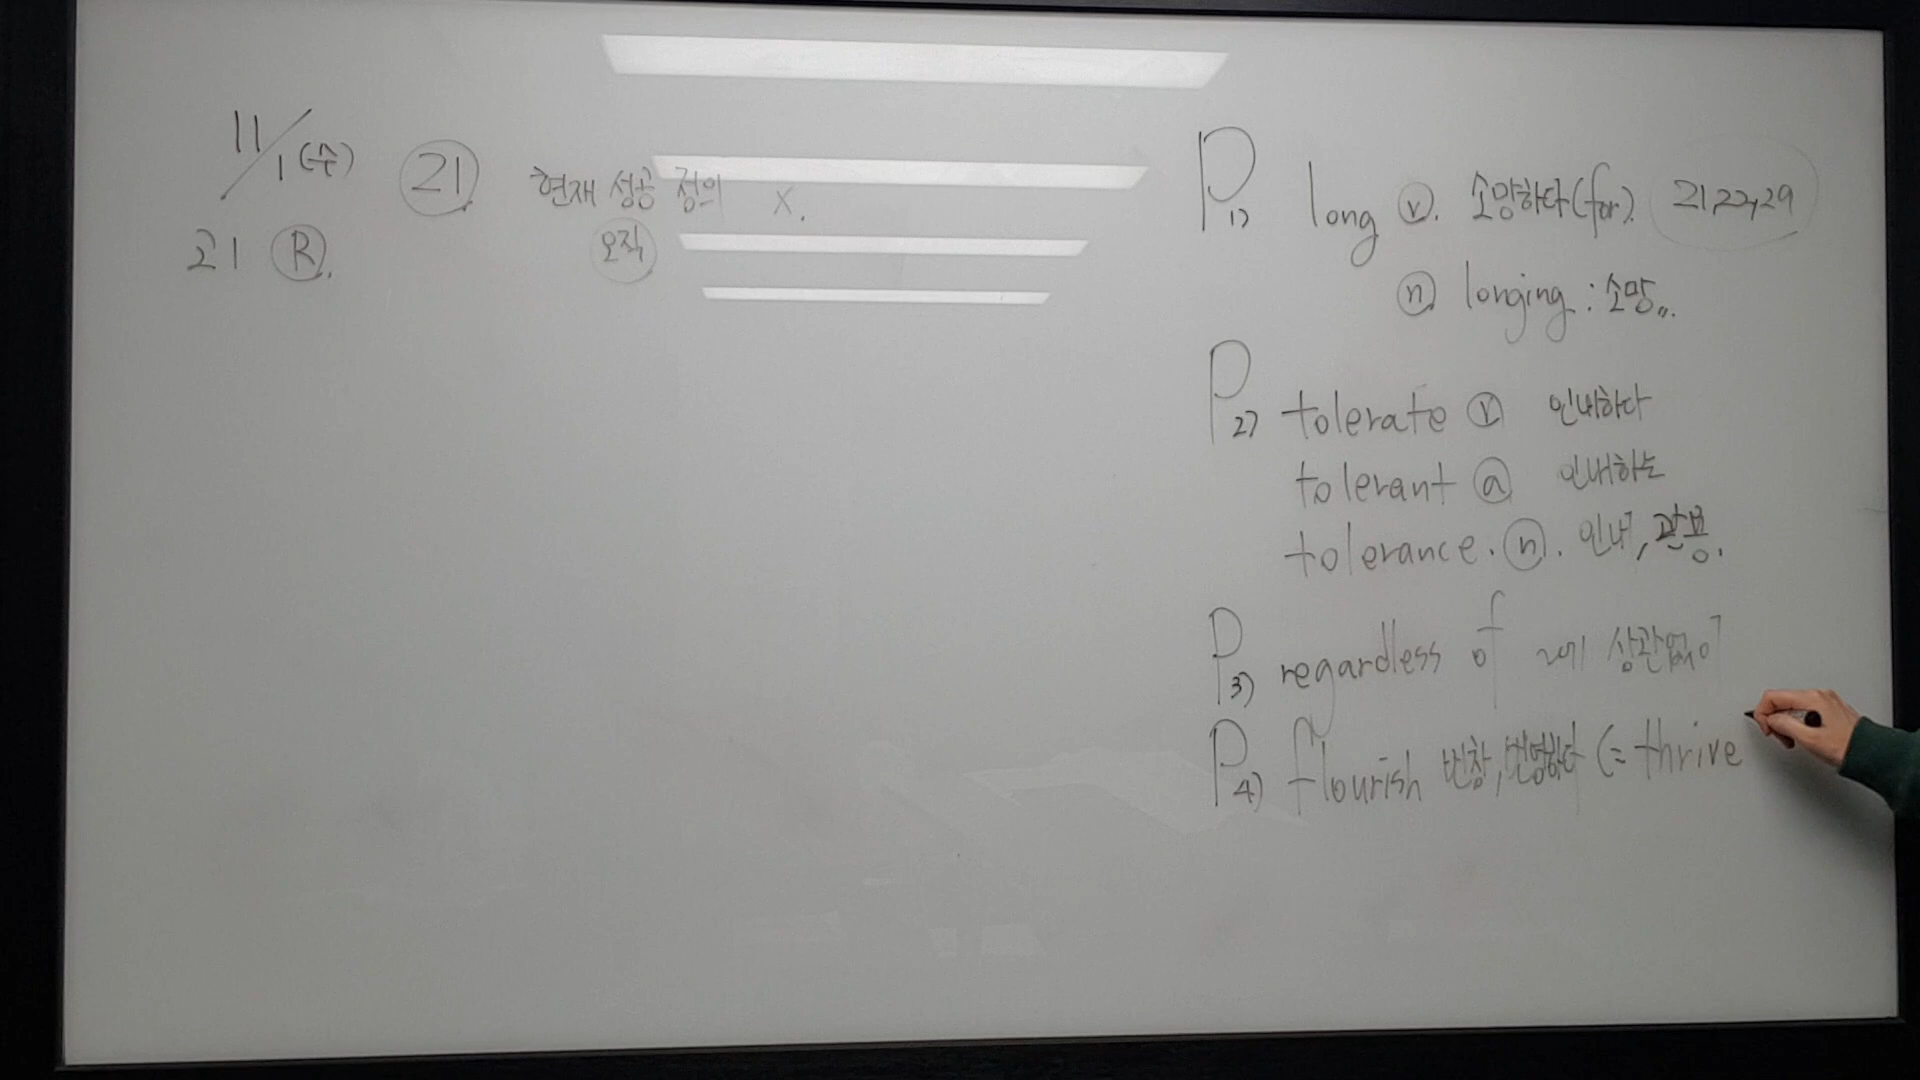 11/1(수) 21 현재 성공 정의 x.
21 R. 오직
P1) long v. 소망하다(for). 21,22,29
n longing : 소망..
P2) tolerate v 인내하다
tolerant a 인내하는
tolerance. n. 인내, 관용.
P3) regardless of ~에 상관없이
P4) flourish 번창, 번영하다 (= thrive